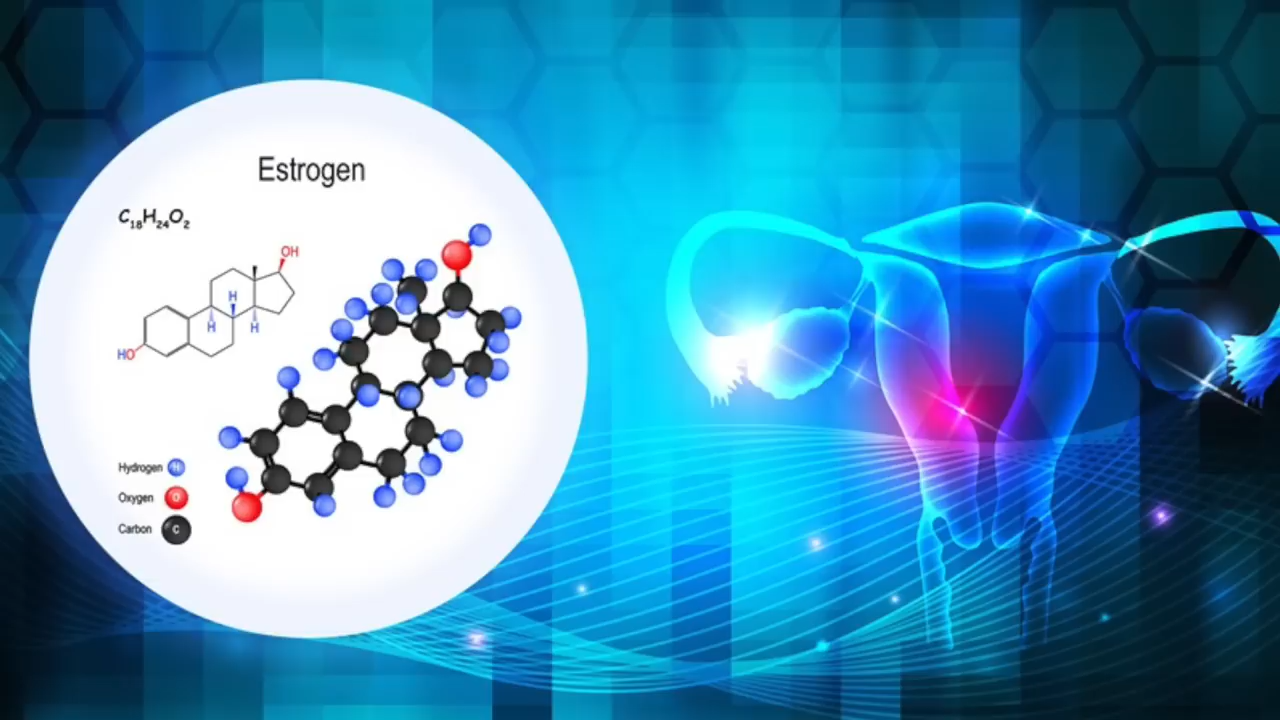 Estrogen
C₁₈H₂₄O₂
OH
H
H
H
HO
Hydrogen H
Oxygen O
Carbon C